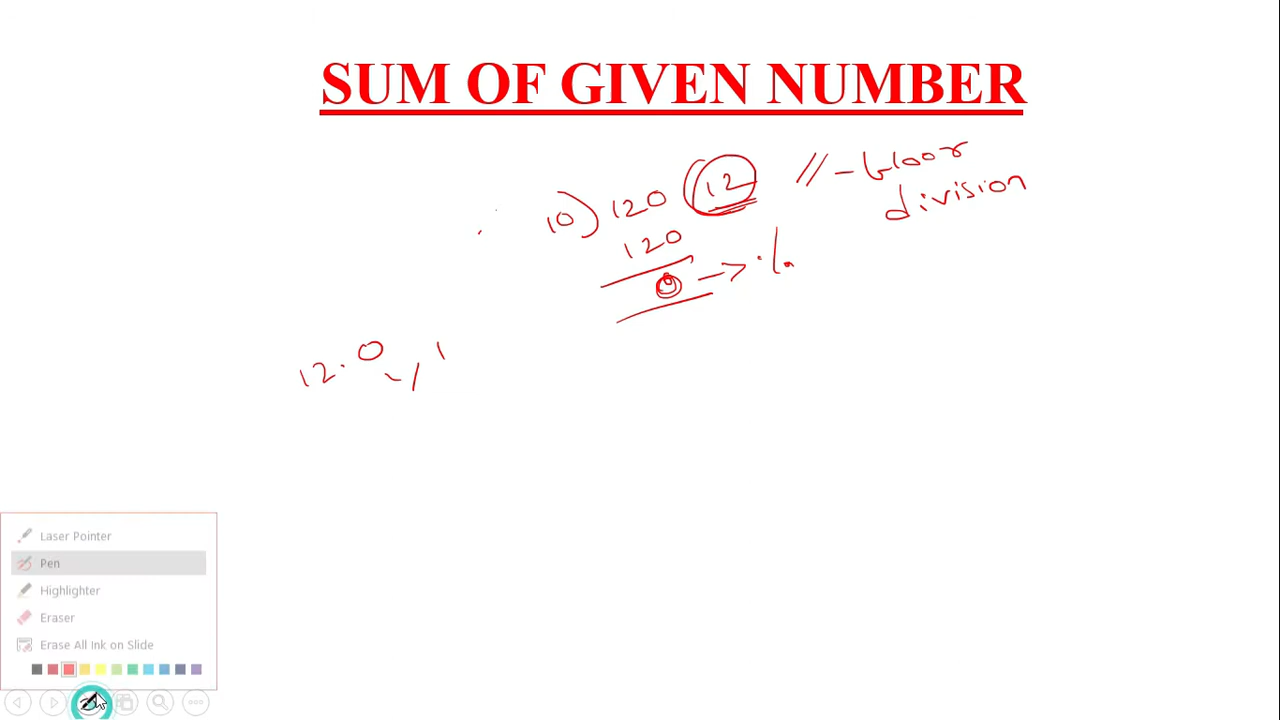 SUM OF GIVEN NUMBER
10) 120 (12 // - floor
division
120
0 -> %
12.0
Laser Pointer
Pen
Highlighter
Eraser
Erase All Ink on Slide